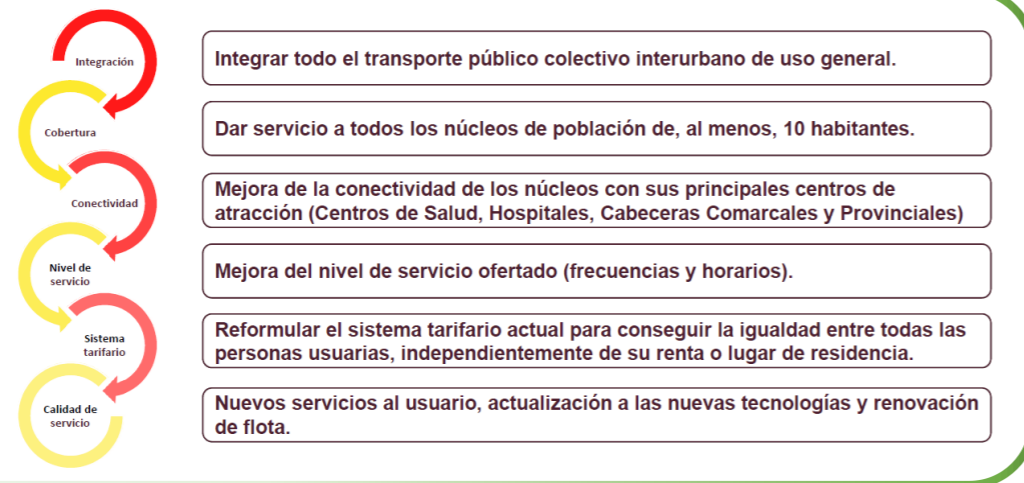 Integración
Integrar todo el transporte público colectivo interurbano de uso general.
Cobertura
Dar servicio a todos los núcleos de población de, al menos, 10 habitantes.
Conectividad
Mejora de la conectividad de los núcleos con sus principales centros de
atracción (Centros de Salud, Hospitales, Cabeceras Comarcales y Provinciales)
Nivel de
servicio
Mejora del nivel de servicio ofertado (frecuencias y horarios).
Sistema
tarifario
Reformular el sistema tarifario actual para conseguir la igualdad entre todas las
personas usuarias, independientemente de su renta o lugar de residencia.
Calidad de
servicio
Nuevos servicios al usuario, actualización a las nuevas tecnologías y renovación
de flota.